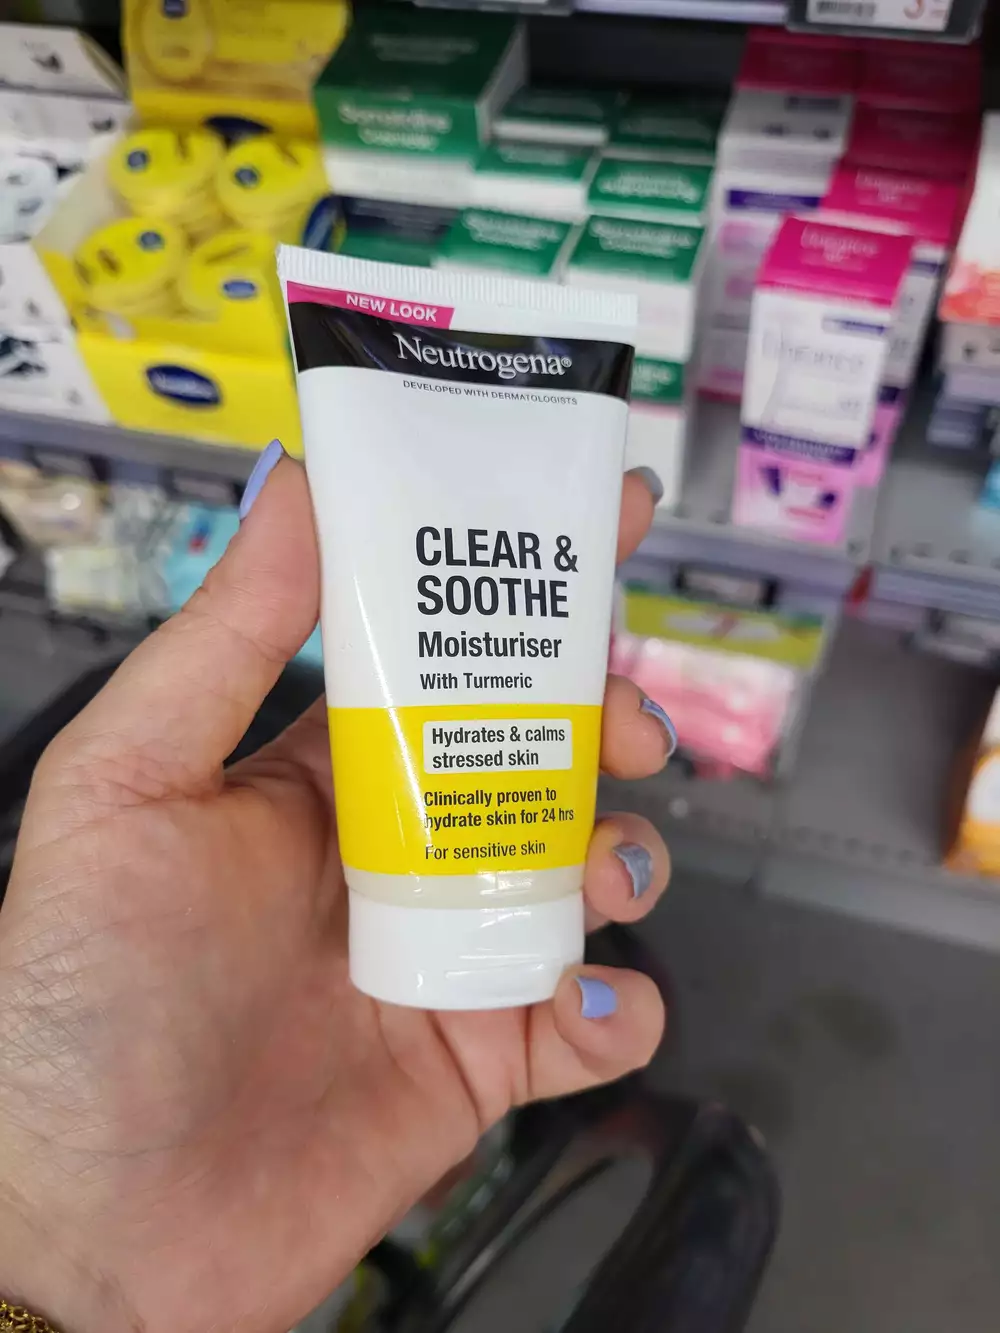 NEW LOOK
Neutrogena®
DEVELOPED WITH DERMATOLOGISTS
CLEAR &
SOOTHE
Moisturiser
With Turmeric
Hydrates & calms
stressed skin
Clinically proven to
hydrate skin for 24 hrs
For sensitive skin
Vaseline